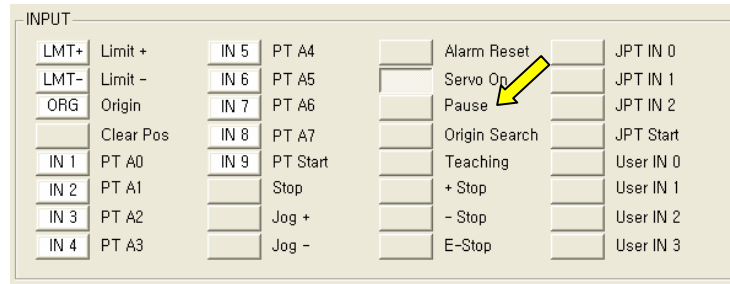 INPUT
LMT+ Limit + IN 5 PT A4 Alarm Reset JPT IN 0
LMT- Limit - IN 6 PT A5 Servo On JPT IN 1
ORG Origin IN 7 PT A6 Pause JPT IN 2
Clear Pos IN 8 PT A7 Origin Search JPT Start
IN 1 PT A0 IN 9 PT Start Teaching User IN 0
IN 2 PT A1 Stop + Stop User IN 1
IN 3 PT A2 Jog + - Stop User IN 2
IN 4 PT A3 Jog - E-Stop User IN 3